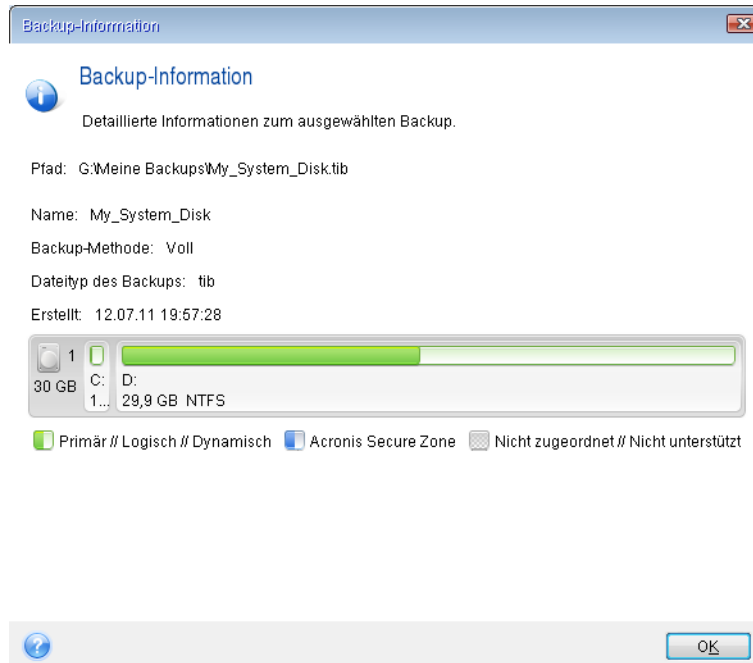 Backup-Information
Backup-Information
Detaillierte Informationen zum ausgewählten Backup.
Pfad: G:\Meine Backups\My_System_Disk.tib
Name: My_System_Disk
Backup-Methode: Voll
Dateityp des Backups: tib
Erstellt: 12.07.11 19:57:28
1
30 GB
C:
1...
D:
29,9 GB NTFS
Primär // Logisch // Dynamisch Acronis Secure Zone Nicht zugeordnet // Nicht unterstützt
OK